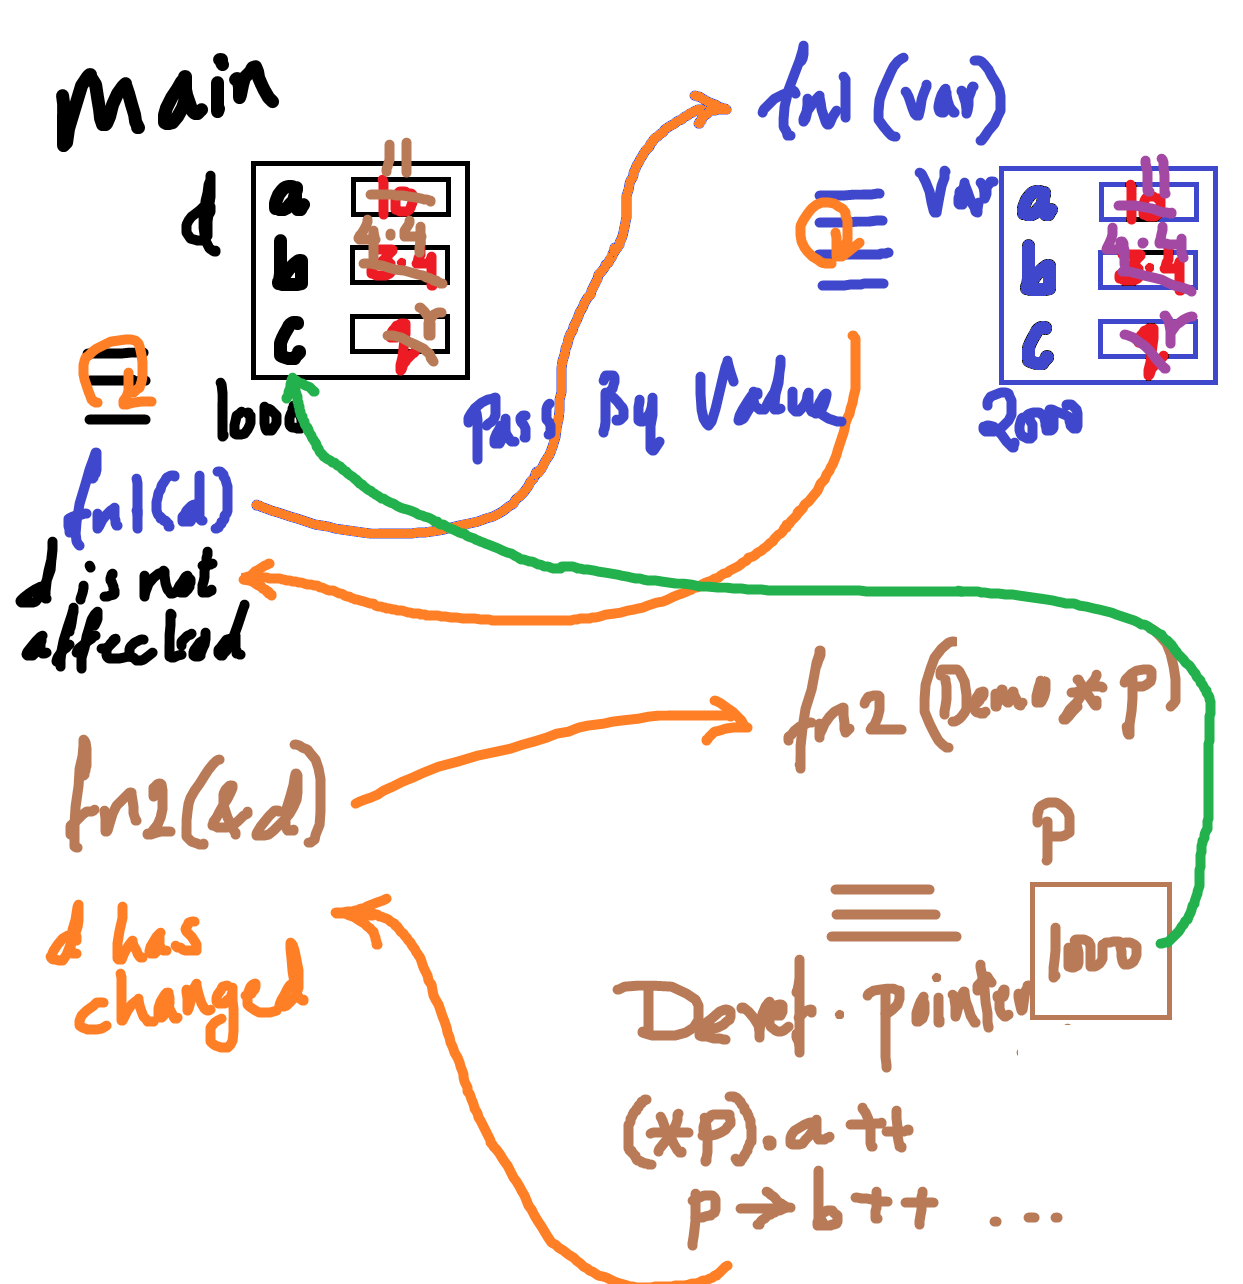 main
fn1 (var)
d
a 10 11
b 3.4 4.4
c
1000
var
a 10 11
b 3.4 4.4
c
2000
Pass By Value
fn1(d)
d is not
affected
fn2 (Demo * p)
fn2(&d)
p
1000
d has
changed
Deref. pointer
(*p).a ++
p → b ++ . ...